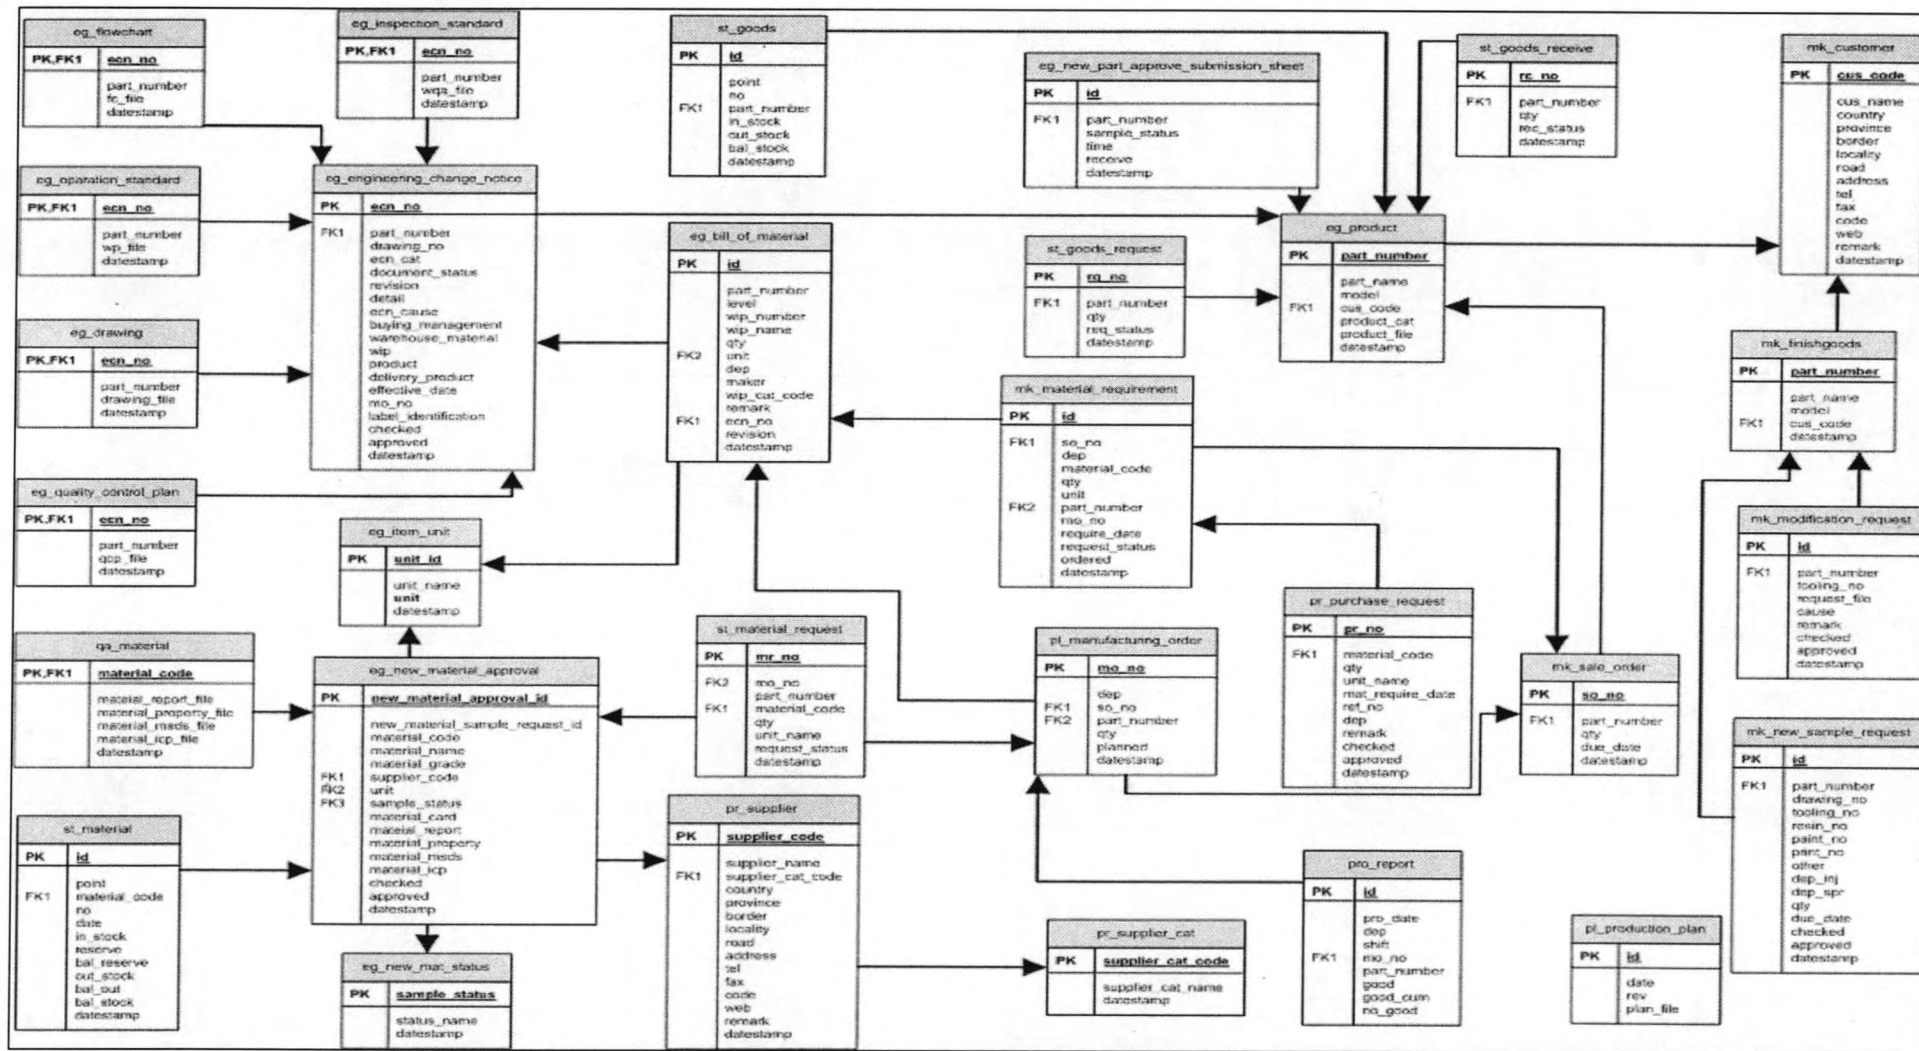 eg_flowchart
PK,FK1 ecn_no
part_number
fc_file
datestamp
eg_inspection_standard
PK,FK1 ecn_no
part_number
wqa_file
datestamp
st_goods
PK id
point
no
FK1 part_number
in_stock
out_stock
bal_stock
datestamp
eg_new_part_approve_submission_sheet
PK id
FK1 part_number
sample_status
time
receive
datestamp
st_goods_receive
PK rc_no
FK1 part_number
qty
rec_status
datestamp
mk_customer
PK cus_code
cus_name
country
province
border
locality
road
address
tel
fax
code
web
remark
datestamp
eg_oparation_standard
PK,FK1 ecn_no
part_number
wp_file
datestamp
eg_engineering_change_notice
PK ecn_no
FK1 part_number
drawing_no
ecn_cat
document_status
revision
detail
ecn_cause
buying_management
warehouse_material
wip
product
delivery_product
effective_date
mo_no
label_identification
checked
approved
datestamp
eg_bill_of_material
PK id
part_number
level
wip_number
wip_name
qty
FK2 unit
dep
maker
wip_cat_code
remark
FK1 ecn_no
revision
datestamp
st_goods_request
PK rq_no
FK1 part_number
qty
req_status
datestamp
eg_product
PK part_number
part_name
model
FK1 cus_code
product_cat
product_file
datestamp
eg_drawing
PK,FK1 ecn_no
part_number
drawing_file
datestamp
mk_material_requirement
PK id
FK1 so_no
dep
material_code
qty
unit
FK2 part_number
mo_no
require_date
request_status
ordered
datestamp
mk_finishgoods
PK part_number
part_name
model
FK1 cus_code
datestamp
eg_quality_control_plan
PK,FK1 ecn_no
part_number
qcp_file
datestamp
eg_item_unit
PK unit_id
unit_name
unit
datestamp
mk_modification_request
PK id
FK1 part_number
tooling_no
request_file
cause
remark
checked
approved
datestamp
qa_material
PK,FK1 material_code
mateial_report_file
material_property_file
material_msds_file
material_icp_file
datestamp
eg_new_material_approval
PK new_material_approval_id
new_material_sample_request_id
material_code
material_name
material_grade
FK1 supplier_code
FK2 unit
FK3 sample_status
material_card
mateial_report
material_property
material_msds
material_icp
checked
approved
datestamp
st_material_request
PK mr_no
FK2 mo_no
part_number
FK1 material_code
qty
unit_name
request_status
datestamp
pl_manufacturing_order
PK mo_no
dep
FK1 so_no
FK2 part_number
qty
planned
datestamp
pr_purchase_request
PK pr_no
FK1 material_code
qty
unit_name
mat_require_date
ref_no
dep
remark
checked
approved
datestamp
mk_sale_order
PK so_no
FK1 part_number
qty
due_date
datestamp
mk_new_sample_request
PK id
FK1 part_number
drawing_no
tooling_no
resin_no
paint_no
print_no
other
dep_inj
dep_spr
qty
due_date
checked
approved
datestamp
st_material
PK id
point
FK1 material_code
no
date
in_stock
reserve
bal_reserve
out_stock
bal_out
bal_stock
datestamp
pr_supplier
PK supplier_code
supplier_name
FK1 supplier_cat_code
country
province
border
locality
road
address
tel
fax
code
web
remark
datestamp
pro_report
PK id
pro_date
dep
shift
FK1 mo_no
part_number
good
good_cum
no_good
pr_supplier_cat
PK supplier_cat_code
supplier_cat_name
datestamp
pl_production_plan
PK id
date
rev
plan_file
eg_new_mat_status
PK sample_status
status_name
datestamp